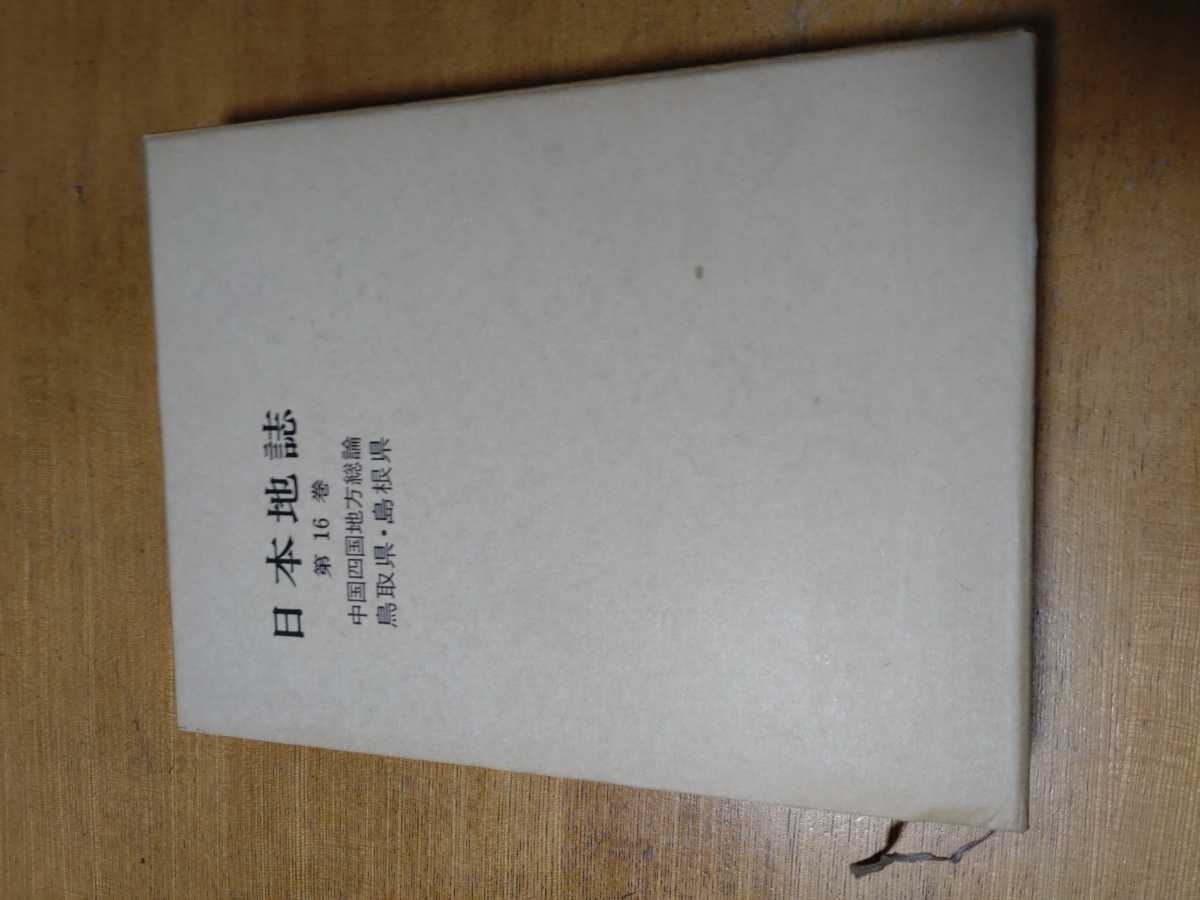 日本地誌
第16巻
中国四国地方総論
鳥取県・島根県